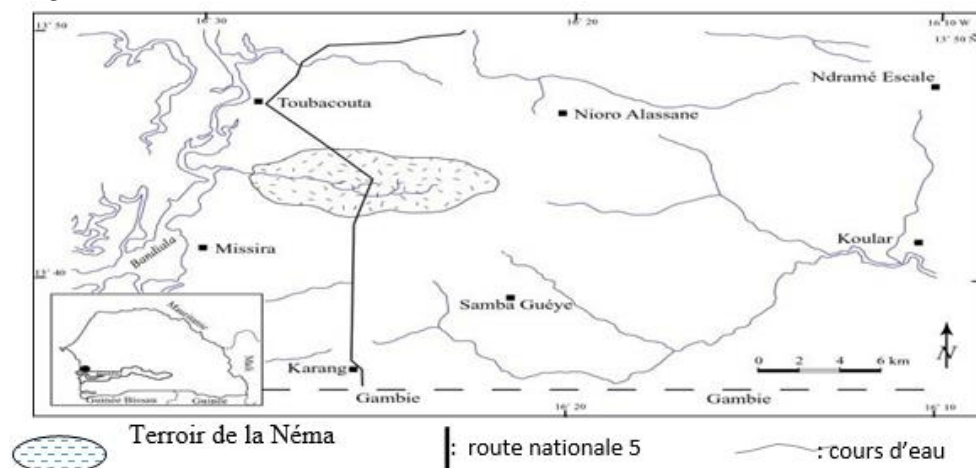 13° 50
16° 30
16° 20
16° 10 W
13° 50
Ndramé Escale
Toubacouta
Nioro Alassane
Bandiala
Missira
Koular
13° 40
Samba Guéye
Mauritanie
Mali
Guinée Bissau
Guinée
Karang
0 2 4 6 km
N
Gambie
Gambie
16° 20
16° 10
Terroir de la Néma
: route nationale 5
: cours d'eau